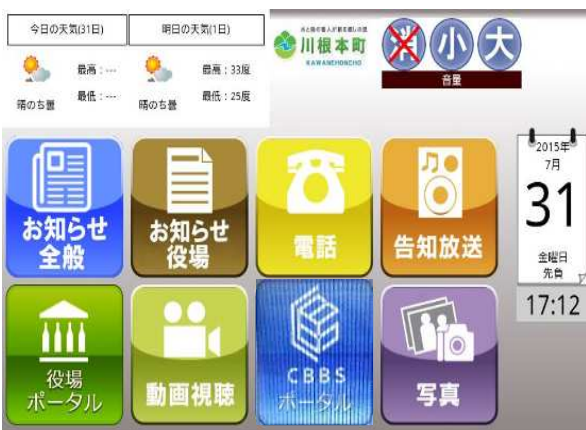 今日の天気(31日)
明日の天気(1日)
最高:---
最低:---
晴のち曇
最高:33度
最低:25度
晴のち曇
川根本町
KAWANEHONCHO
消 小 大
音量
お知らせ
全般
お知らせ
役場
電話
告知放送
2015年
7月
31
金曜日
先負
17:12
役場
ポータル
動画視聴
CBBS
ポータル
写真